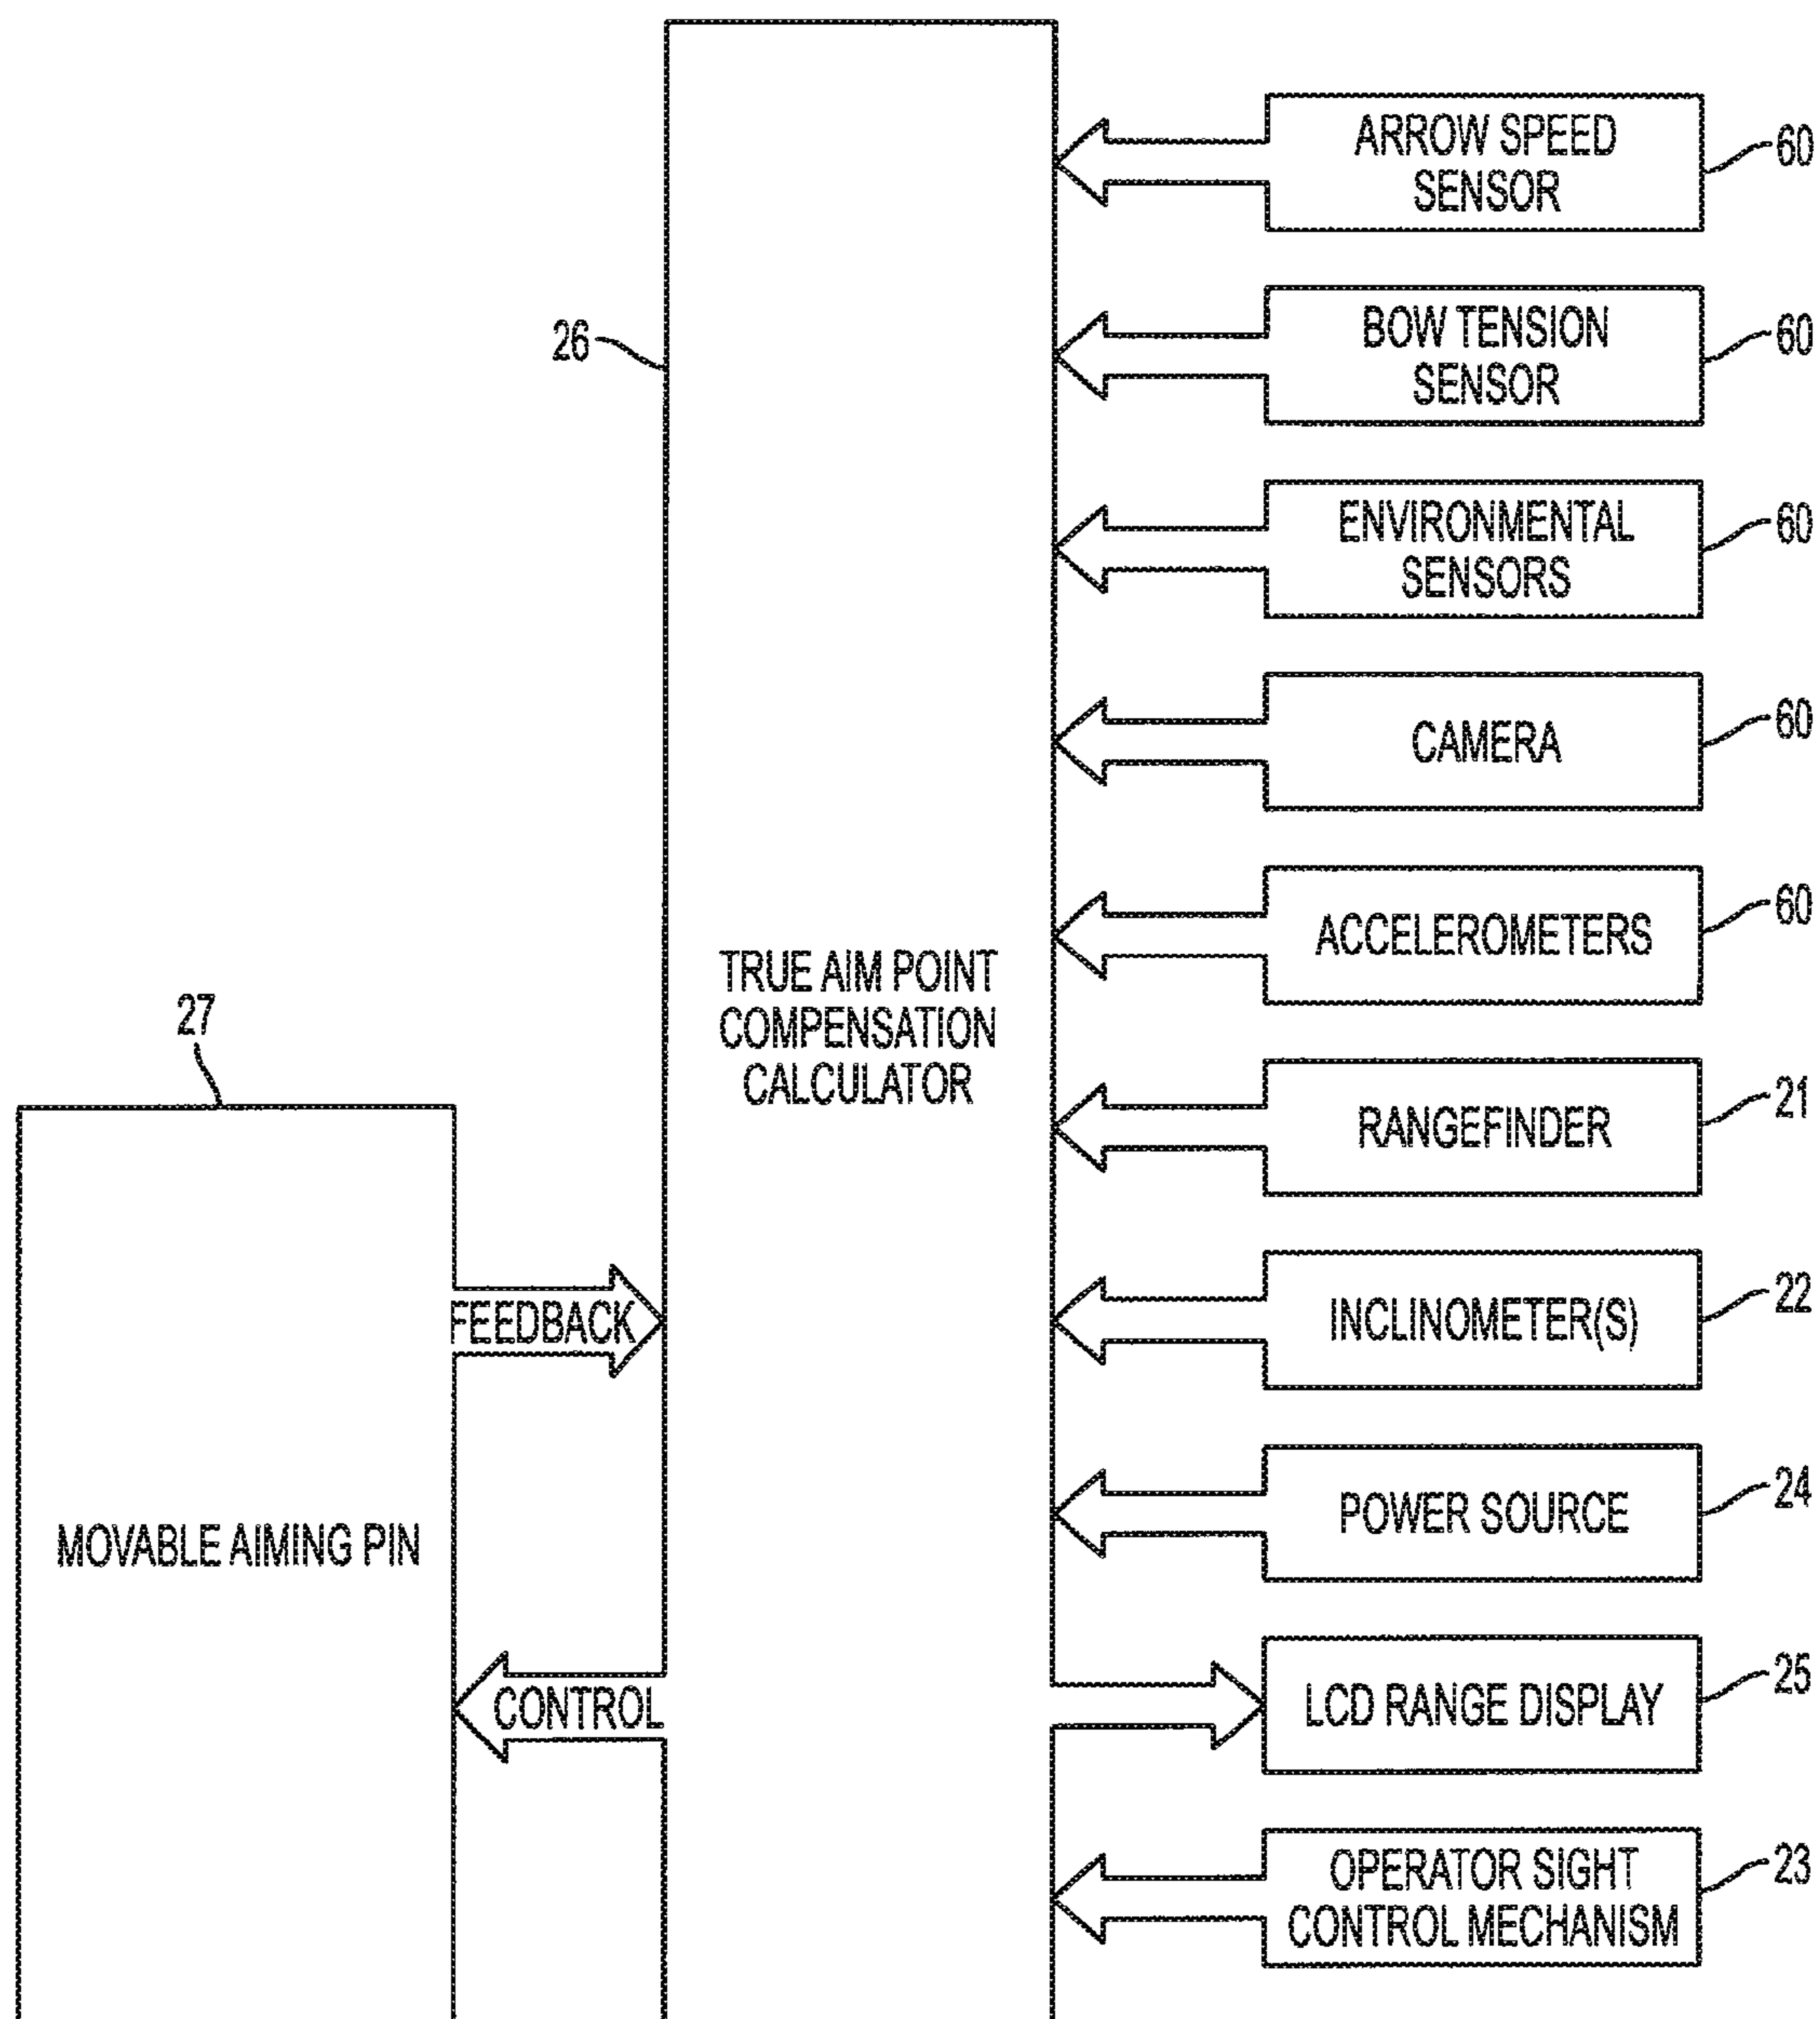 ARROW SPEED
SENSOR
60
BOW TENSION
SENSOR
60
26
ENVIRONMENTAL
SENSORS
60
CAMERA
60
ACCELEROMETERS
60
TRUE AIM POINT
COMPENSATION
CALCULATOR
27
RANGEFINDER
21
FEEDBACK
INCLINOMETER(S)
22
MOVABLE AIMING PIN
POWER SOURCE
24
CONTROL
LCD RANGE DISPLAY
25
OPERATOR SIGHT
CONTROL MECHANISM
23